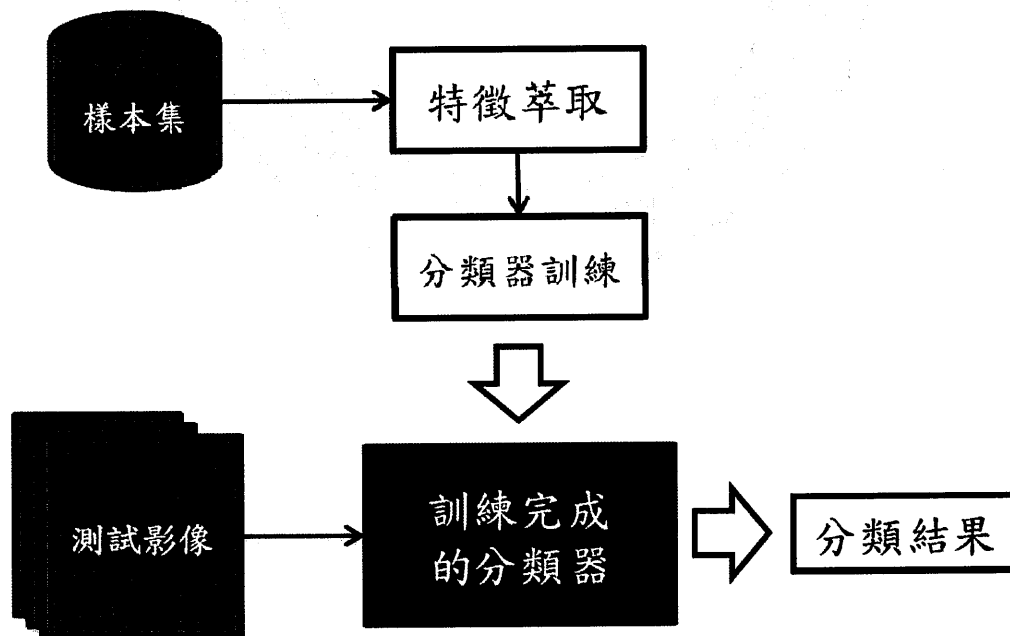 樣本集
特徵萃取
分類器訓練
測試影像
訓練完成
的分類器
分類結果